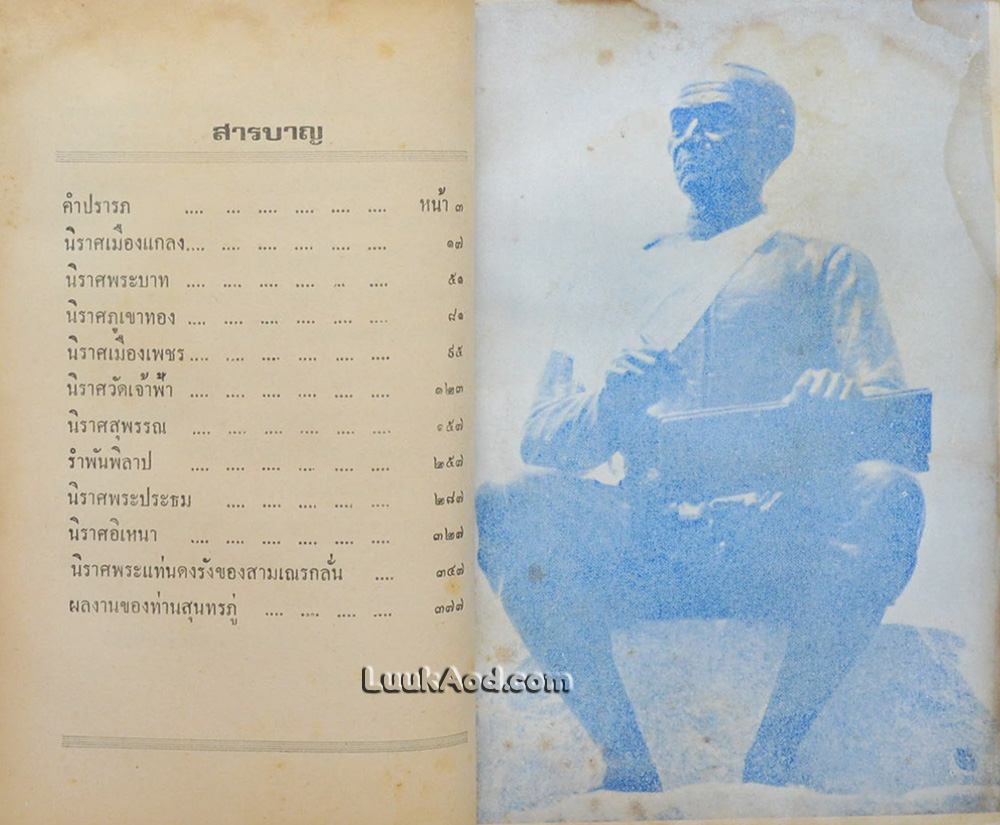 สารบาญ
คำปรารภ .... ... .... .... .... .... หน้า ๓
นิราศเมืองแกลง.... .... .... .... .... .... ๑๗
นิราศพระบาท .... .... .... .... .... .... ๕๑
นิราศภูเขาทอง .... .... .... .... .... .... ๘๑
นิราศเมืองเพชร .... .... .... .... .... .... ๙๕
นิราศวัดเจ้าฟ้า .... .... .... .... .... .... ๑๒๓
นิราศสุพรรณ .... .... .... .... .... .... ๑๕๗
รำพันพิลาป .... .... .... .... .... .... ๒๕๗
นิราศพระประธม .... .... .... .... .... ๒๘๗
นิราศอิเหนา .... .... .... .... .... .... ๓๒๗
นิราศพระแท่นดงรังของสามเณรกลั่น .... ๓๔๗
ผลงานของท่านสุนทรภู่ .... .... .... .... ๓๗๗
LuukAod.com